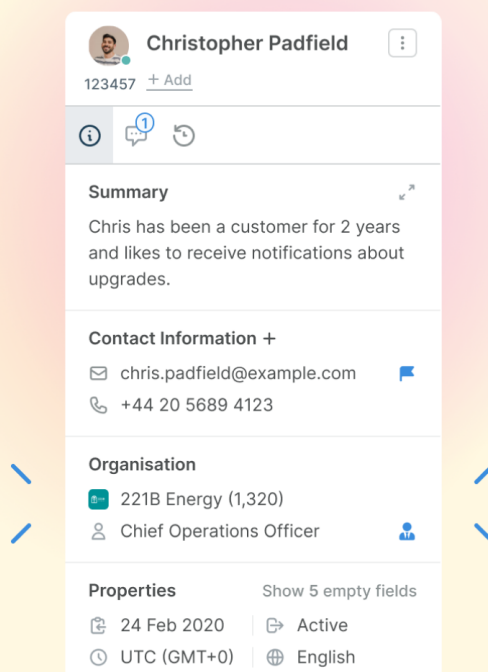 Christopher Padfield
123457 + Add
1
Summary
Chris has been a customer for 2 years
and likes to receive notifications about
upgrades.
Contact Information +
chris.padfield@example.com
+44 20 5689 4123
Organisation
221B Energy (1,320)
Chief Operations Officer
Properties Show 5 empty fields
24 Feb 2020 Active
UTC (GMT+0) English